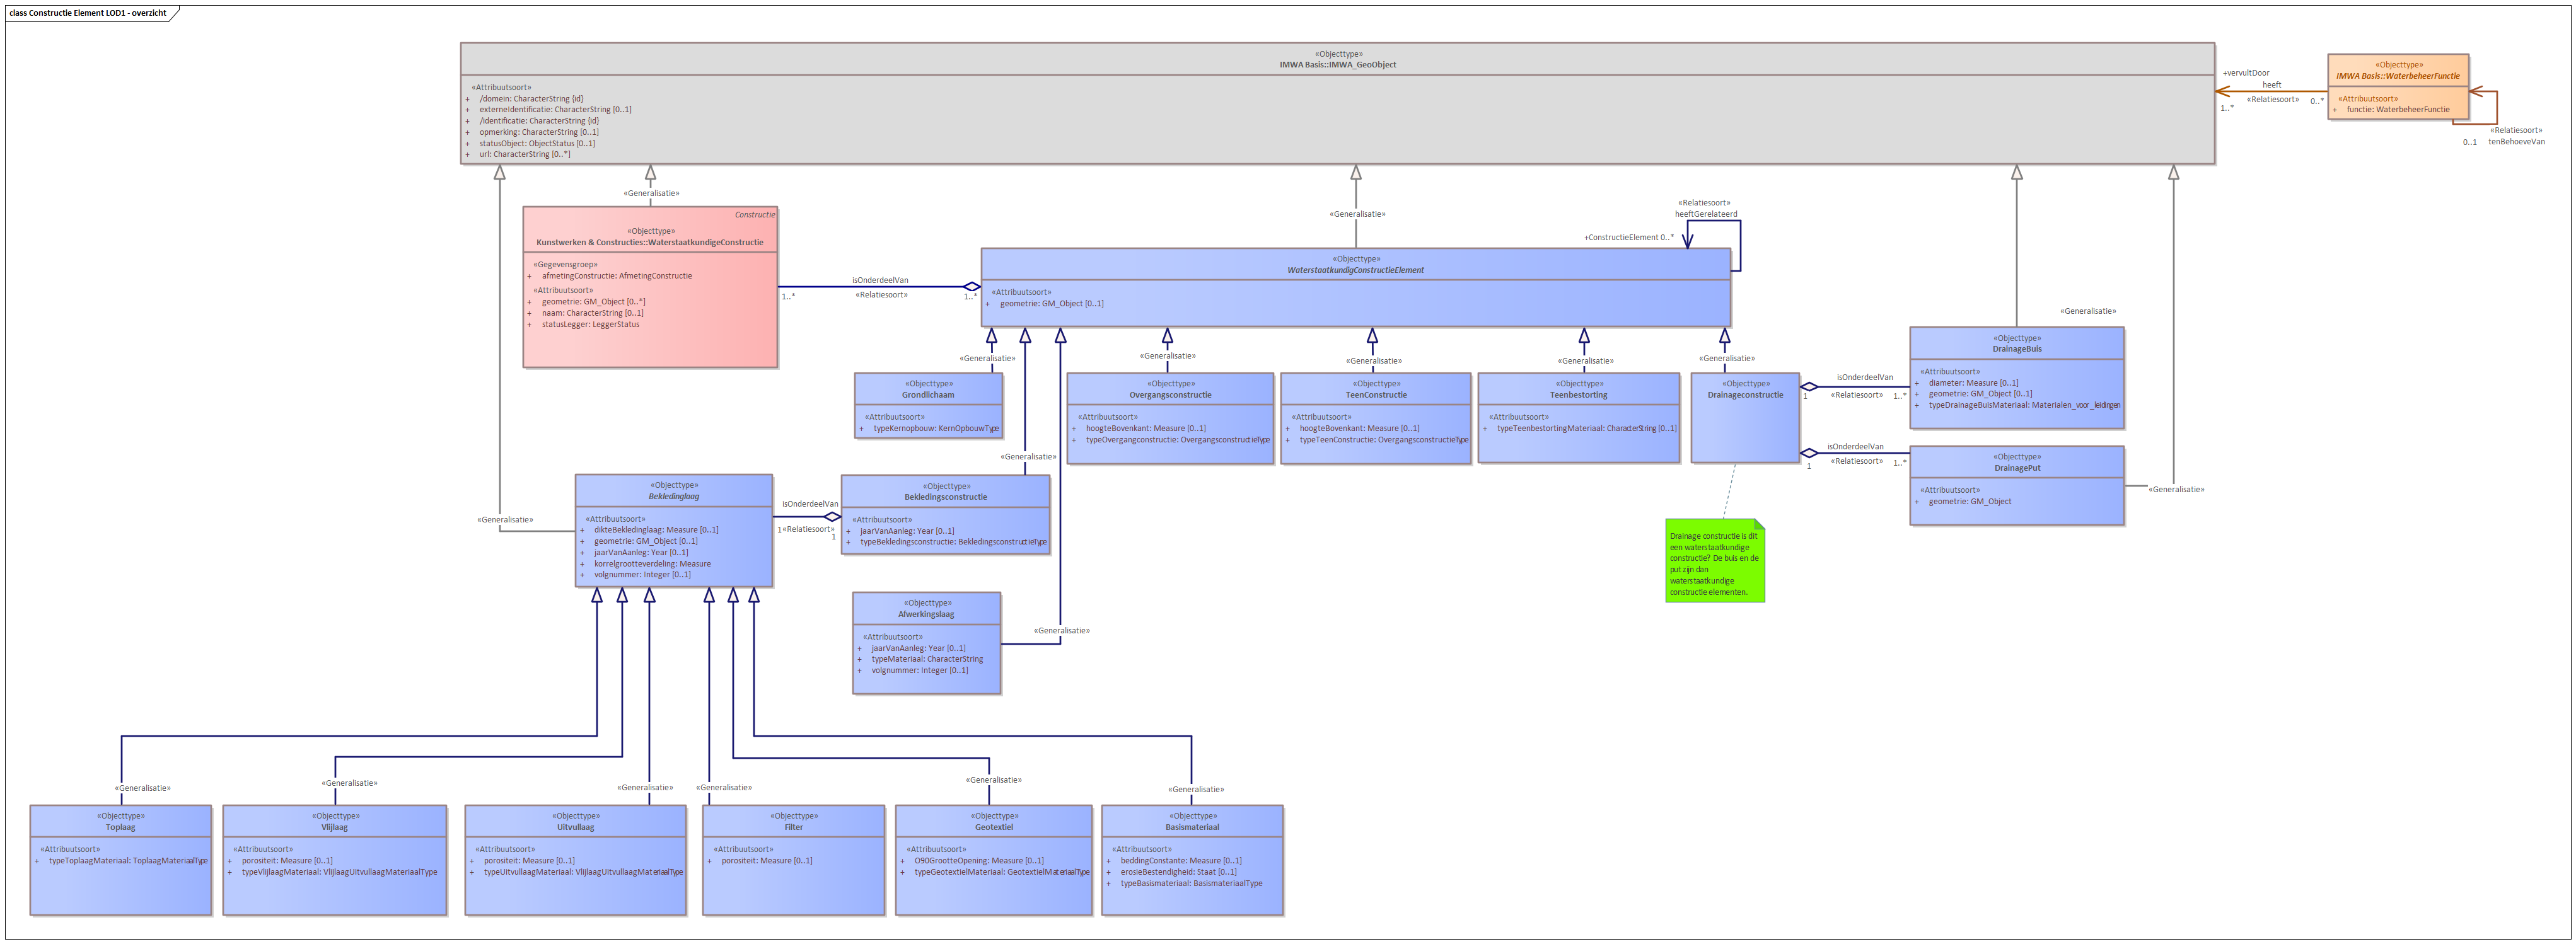 class Constructie Element LOD1 - overzicht
«Objecttype»
IMWA Basis::IMWA_GeoObject
«Attribuutsoort»
+ /domein: CharacterString {id}
+ externeIdentificatie: CharacterString [0..1]
+ /identificatie: CharacterString {id}
+ opmerking: CharacterString [0..1]
+ statusObject: ObjectStatus [0..1]
+ url: CharacterString [0..*]
+vervultDoor
heeft
«Relatiesoort»
0..*
1..*
«Objecttype»
IMWA Basis::WaterbeheerFunctie
«Attribuutsoort»
+ functie: WaterbeheerFunctie
«Relatiesoort»
0..1 tenBehoeveVan
«Generalisatie»
«Generalisatie»
«Generalisatie»
«Generalisatie»
«Generalisatie»
Constructie
«Objecttype»
Kunstwerken & Constructies::WaterstaatkundigeConstructie
«Gegevensgroep»
+ afmetingConstructie: AfmetingConstructie
«Attribuutsoort»
+ geometrie: GM_Object [0..*]
+ naam: CharacterString [0..1]
+ statusLegger: LeggerStatus
isOnderdeelVan
1..* «Relatiesoort» 1..*
«Relatiesoort»
heeftGerelateerd
+ConstructieElement 0..*
«Objecttype»
WaterstaatkundigConstructieElement
«Attribuutsoort»
+ geometrie: GM_Object [0..1]
«Generalisatie»
«Generalisatie»
«Generalisatie»
«Generalisatie»
«Generalisatie»
«Generalisatie»
«Generalisatie»
«Objecttype»
Grondlichaam
«Attribuutsoort»
+ typeKernopbouw: KernOpbouwType
«Objecttype»
Overgangsconstructie
«Attribuutsoort»
+ hoogteBovenkant: Measure [0..1]
+ typeOvergangconstructie: OvergangsconstructieType
«Objecttype»
TeenConstructie
«Attribuutsoort»
+ hoogteBovenkant: Measure [0..1]
+ typeTeenConstructie: OvergangsconstructieType
«Objecttype»
Teenbestorting
«Attribuutsoort»
+ typeTeenbestortingMateriaal: CharacterString [0..1]
«Objecttype»
Drainageconstructie
isOnderdeelVan
1 «Relatiesoort» 1..*
«Objecttype»
DrainageBuis
«Attribuutsoort»
+ diameter: Measure [0..1]
+ geometrie: GM_Object [0..1]
+ typeDrainageBuisMateriaal: Materialen_voor_leidingen
isOnderdeelVan
1 «Relatiesoort» 1..*
«Objecttype»
DrainagePut
«Attribuutsoort»
+ geometrie: GM_Object
Drainage constructie is dit
een waterstaatkundige
constructie? De buis en de
put zijn dan
waterstaatkundige
constructie elementen.
«Objecttype»
Bekledinglaag
«Attribuutsoort»
+ dikteBekledinglaag: Measure [0..1]
+ geometrie: GM_Object [0..1]
+ jaarVanAanleg: Year [0..1]
+ korrelgrootteverdeling: Measure
+ volgnummer: Integer [0..1]
isOnderdeelVan
1 «Relatiesoort»
1
«Objecttype»
Bekledingsconstructie
«Attribuutsoort»
+ jaarVanAanleg: Year [0..1]
+ typeBekledingsconstructie: BekledingsconstructieType
«Objecttype»
Afwerkingslaag
«Attribuutsoort»
+ jaarVanAanleg: Year [0..1]
+ typeMateriaal: CharacterString
+ volgnummer: Integer [0..1]
«Generalisatie»
«Generalisatie»
«Generalisatie»
«Generalisatie»
«Generalisatie»
«Generalisatie»
«Objecttype»
Toplaag
«Attribuutsoort»
+ typeToplaagMateriaal: ToplaagMateriaalType
«Objecttype»
Vlijlaag
«Attribuutsoort»
+ porositeit: Measure [0..1]
+ typeVlijlaagMateriaal: VlijlaagUitvullaagMateriaalType
«Objecttype»
Uitvullaag
«Attribuutsoort»
+ porositeit: Measure [0..1]
+ typeUitvullaagMateriaal: VlijlaagUitvullaagMateriaalType
«Objecttype»
Filter
«Attribuutsoort»
+ porositeit: Measure [0..1]
«Objecttype»
Geotextiel
«Attribuutsoort»
+ O90GrootteOpening: Measure [0..1]
+ typeGeotextielMateriaal: GeotextielMateriaalType
«Objecttype»
Basismateriaal
«Attribuutsoort»
+ beddingConstante: Measure [0..1]
+ erosieBestendigheid: Staat [0..1]
+ typeBasismateriaal: BasismateriaalType